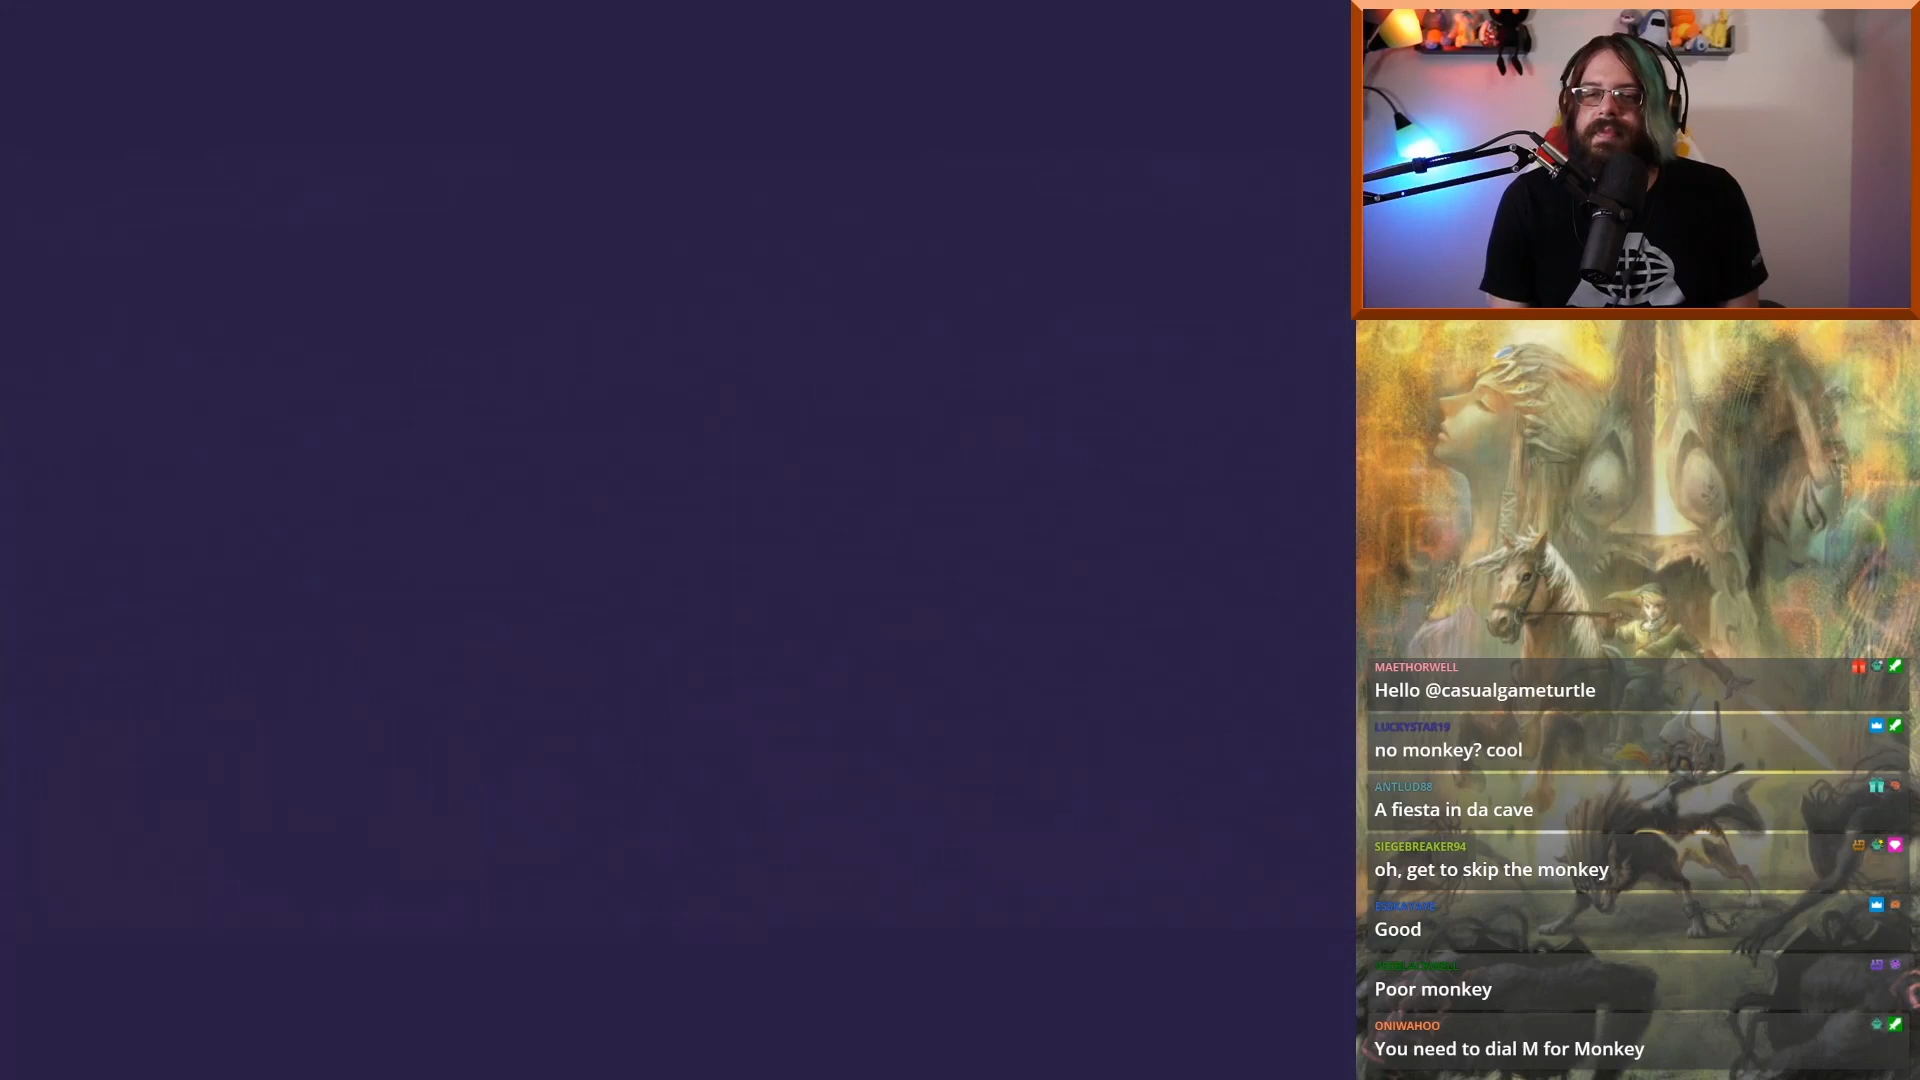 MAETHORWELL
Hello @casualgameturtle
LUCKYSTAR19
no monkey? cool
ANTLUD88
A fiesta in da cave
SIEGEBREAKER94
oh, get to skip the monkey
Good
Poor monkey
ONIWAHOO
You need to dial M for Monkey